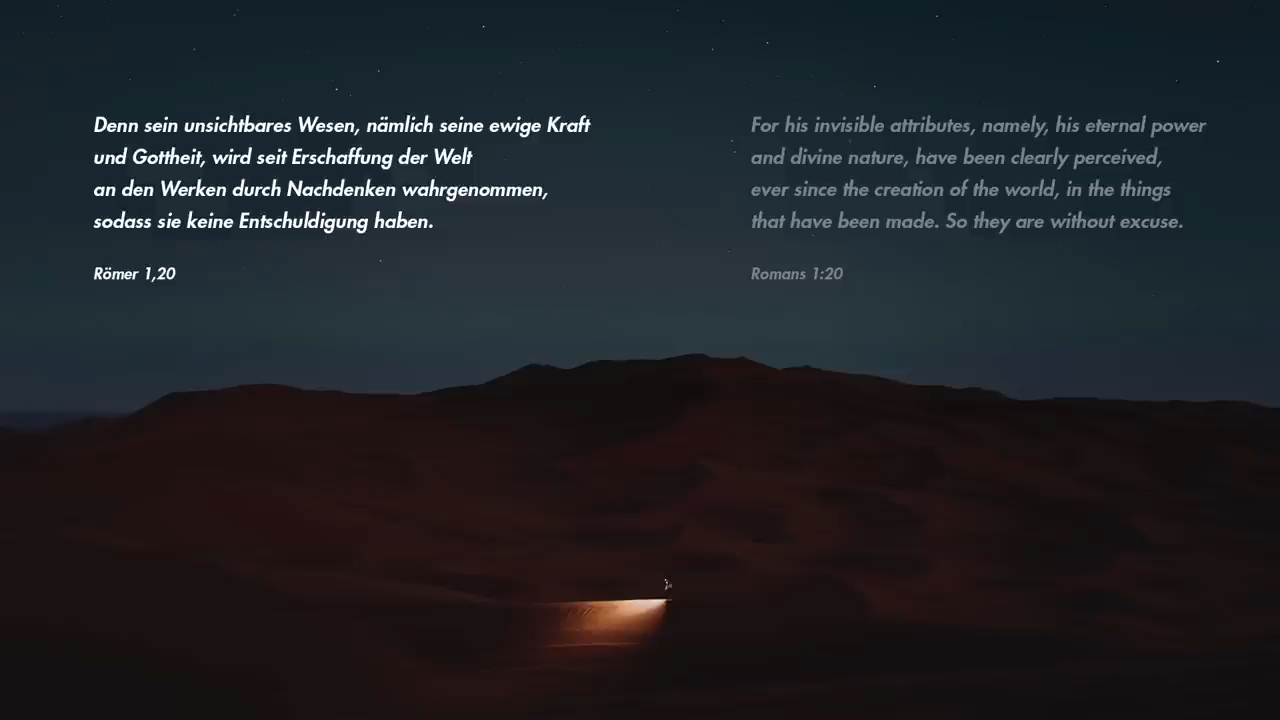 Denn sein unsichtbares Wesen, nämlich seine ewige Kraft
und Gottheit, wird seit Erschaffung der Welt
an den Werken durch Nachdenken wahrgenommen,
sodass sie keine Entschuldigung haben.
Römer 1,20
For his invisible attributes, namely, his eternal power
and divine nature, have been clearly perceived,
ever since the creation of the world, in the things
that have been made. So they are without excuse.
Romans 1:20